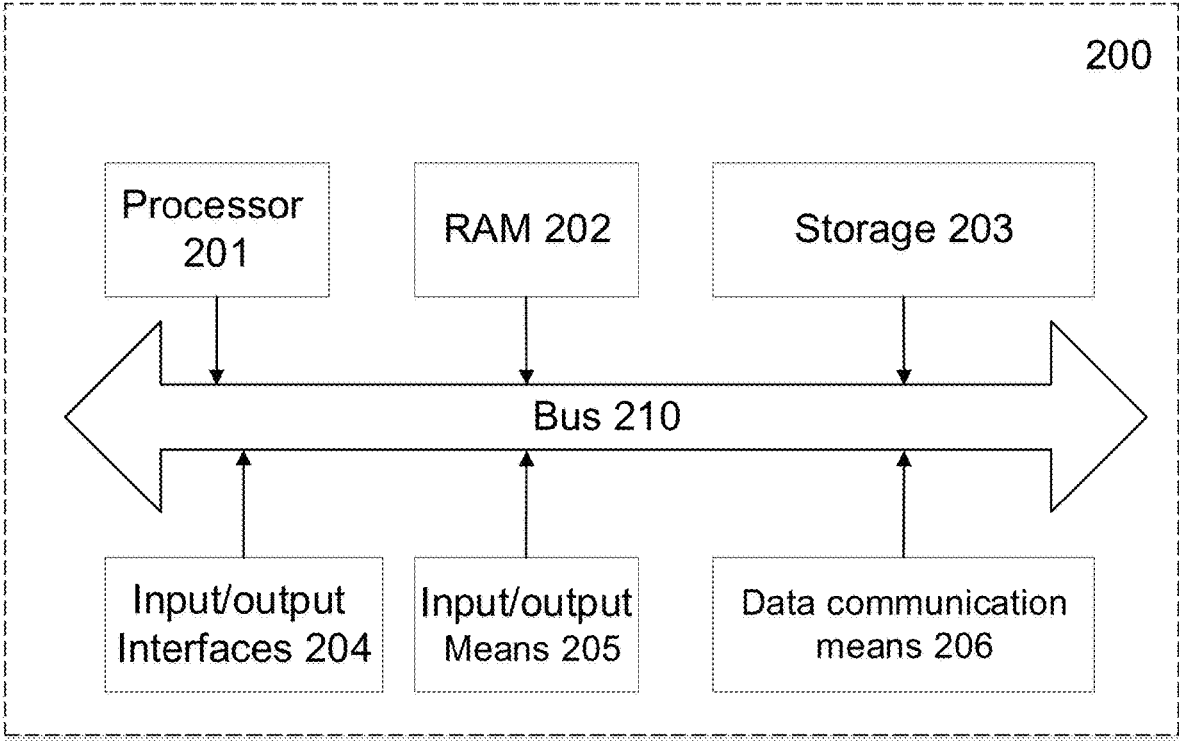 200
Processor
201
RAM 202
Storage 203
Bus 210
Input/output
Interfaces 204
Input/output
Means 205
Data communication
means 206